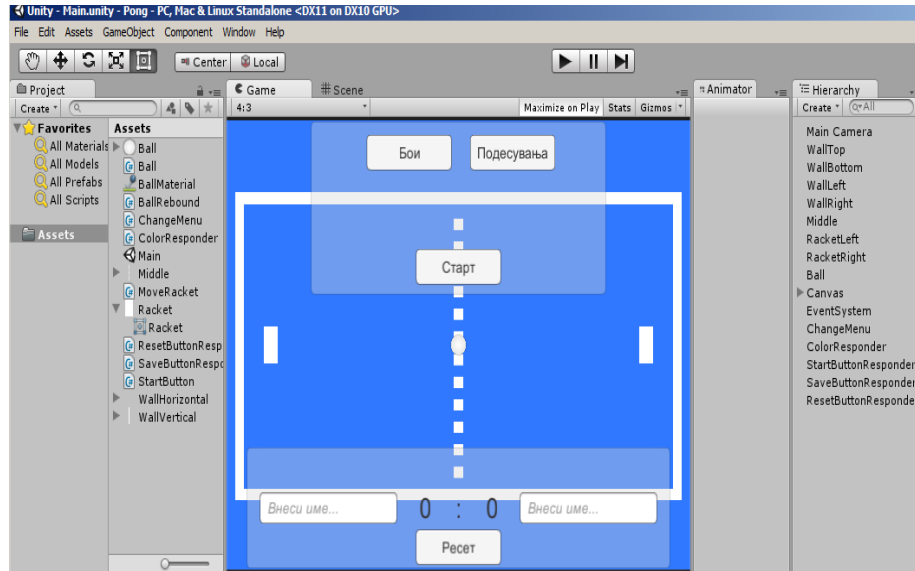 Unity - Main.unity - Pong - PC, Mac & Linux Standalone <DX11 on DX10 GPU>
File Edit Assets GameObject Component Window Help
Center Local
Project
Create
Favorites
All Materials
All Models
All Prefabs
All Scripts
Assets
Assets
Ball
Ball
BallMaterial
BallRebound
ChangeMenu
ColorResponder
Main
Middle
MoveRacket
Racket
Racket
ResetButtonResp
SaveButtonRespo
StartButton
WallHorizontal
WallVertical
Game #Scene
4:3 Maximize on Play Stats Gizmos
Бои Подесувања
Старт
Внеси име... 0 : 0 Внеси име...
Ресет
Animator
Hierarchy
Create All
Main Camera
WallTop
WallBottom
WallLeft
WallRight
Middle
RacketLeft
RacketRight
Ball
Canvas
EventSystem
ChangeMenu
ColorResponder
StartButtonResponder
SaveButtonResponder
ResetButtonResponde